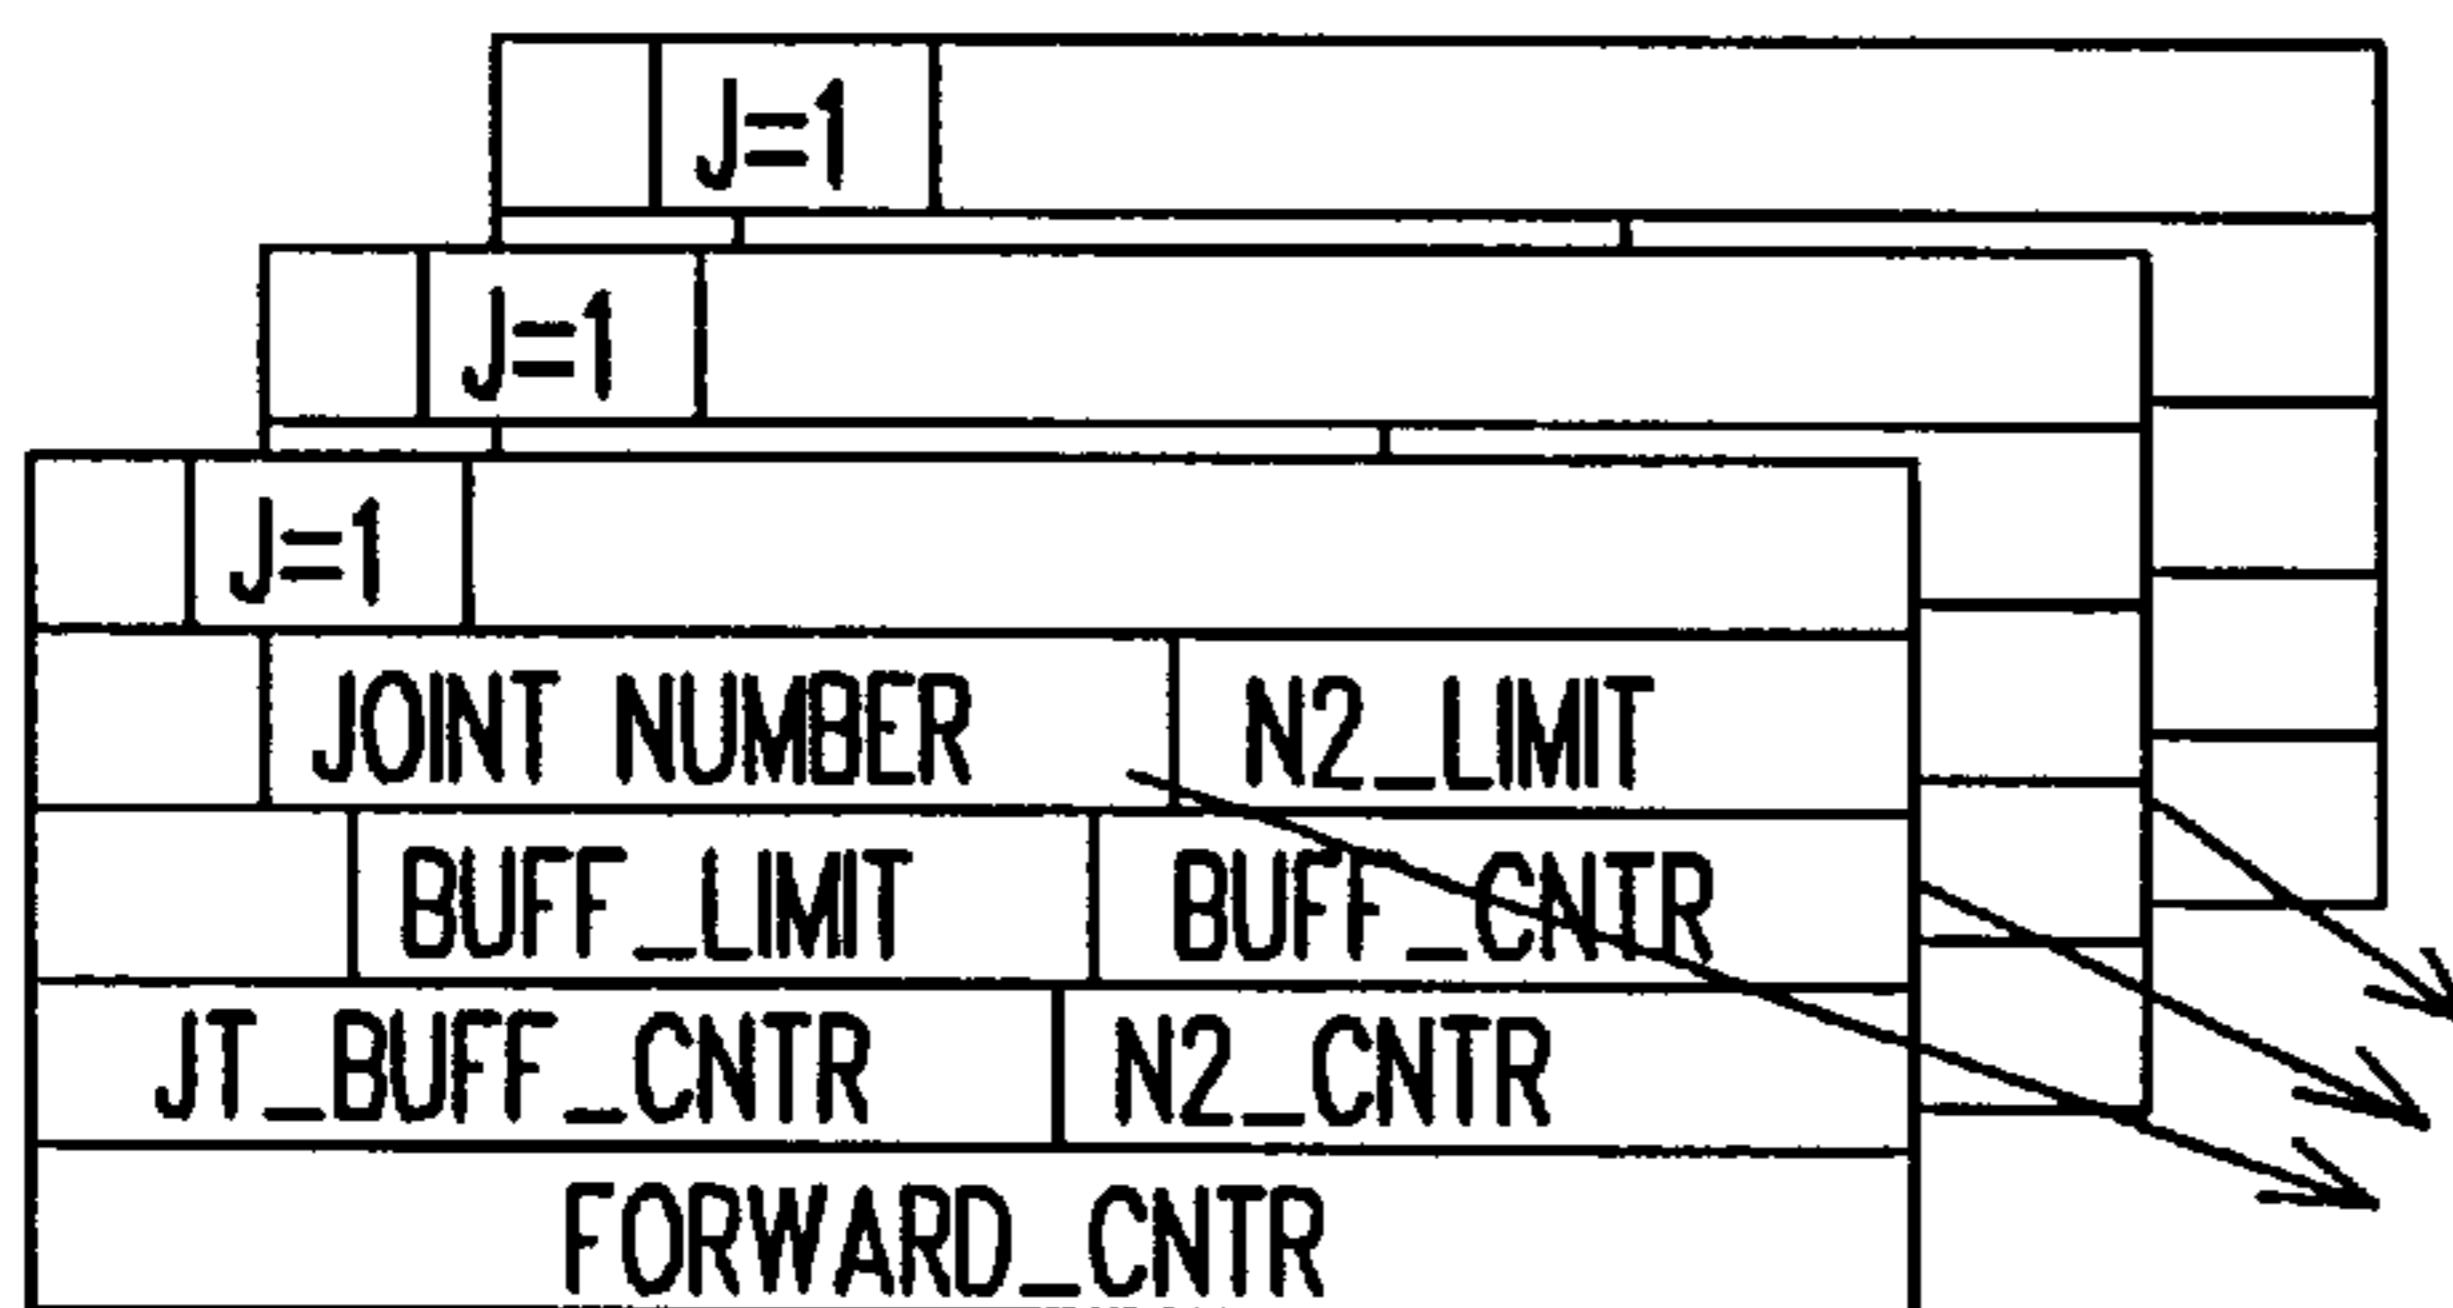 J=1
J=1
J=1
JOINT NUMBER N2_LIMIT
BUFF_LIMIT BUFF_CNTR
JT_BUFF_CNTR N2_CNTR
FORWARD_CNTR